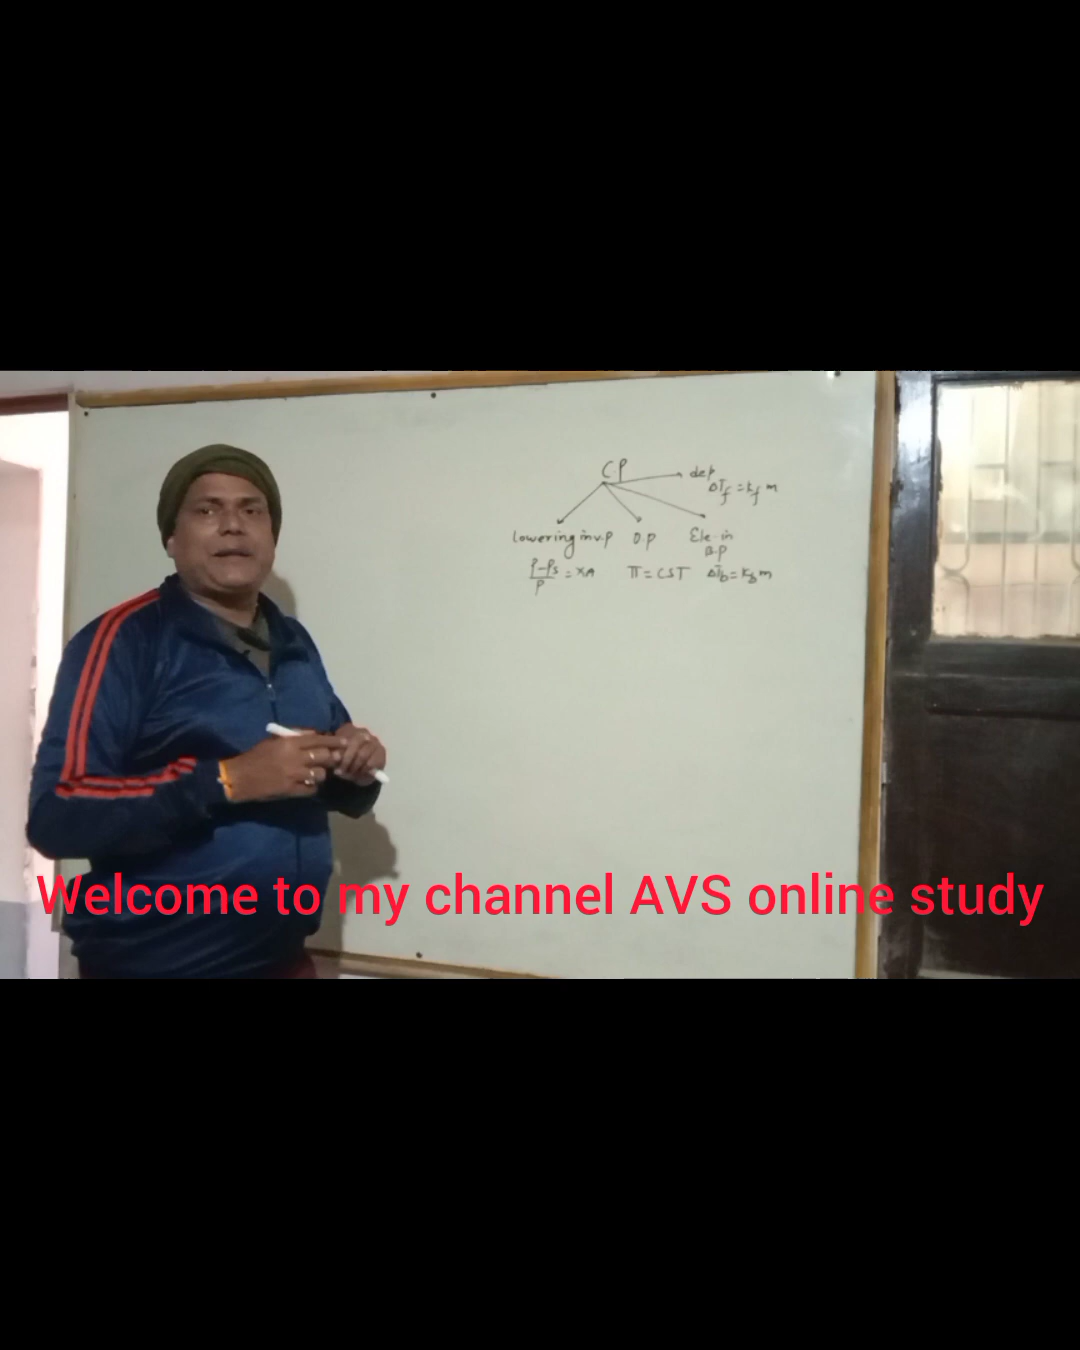 C.P
dep
ΔTf = kf m
lowering in v.p
O.P
Ele. in
B.p
P-Ps/P = XA
π = CST
ΔTb = Kb m
Welcome to my channel AVS online study